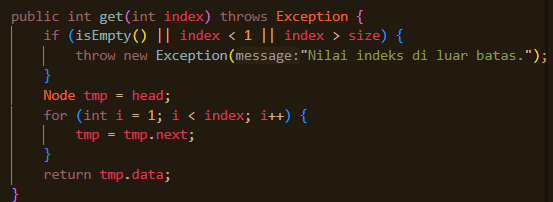 public int get(int index) throws Exception {
    if (isEmpty() || index < 1 || index > size) {
        throw new Exception(message:"Nilai indeks di luar batas.");
    }
    Node tmp = head;
    for (int i = 1; i < index; i++) {
        tmp = tmp.next;
    }
    return tmp.data;
}